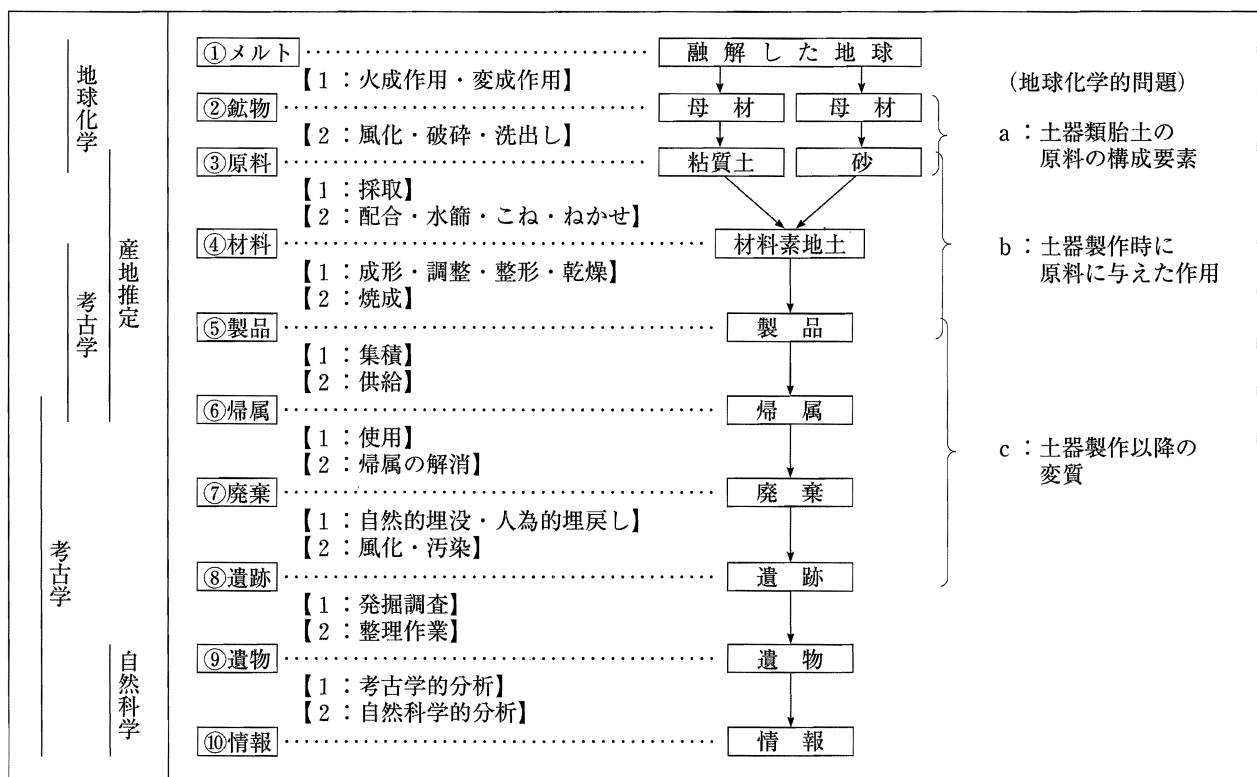 地球化学
産地推定
考古学
考古学
自然科学
①メルト
融解した地球
【1：火成作用・変成作用】
(地球化学的問題)
②鉱物
母材
母材
【2：風化・破砕・洗出し】
a：土器類胎土の
原料の構成要素
③原料
粘質土
砂
【1：採取】
【2：配合・水篩・こね・ねかせ】
④材料
材料素地土
b：土器製作時に
原料に与えた作用
【1：成形・調整・整形・乾燥】
【2：焼成】
⑤製品
製品
【1：集積】
【2：供給】
⑥帰属
帰属
【1：使用】
【2：帰属の解消】
c：土器製作以降の
変質
⑦廃棄
廃棄
【1：自然的埋没・人為的埋戻し】
【2：風化・汚染】
⑧遺跡
遺跡
【1：発掘調査】
【2：整理作業】
⑨遺物
遺物
【1：考古学的分析】
【2：自然科学的分析】
⑩情報
情報